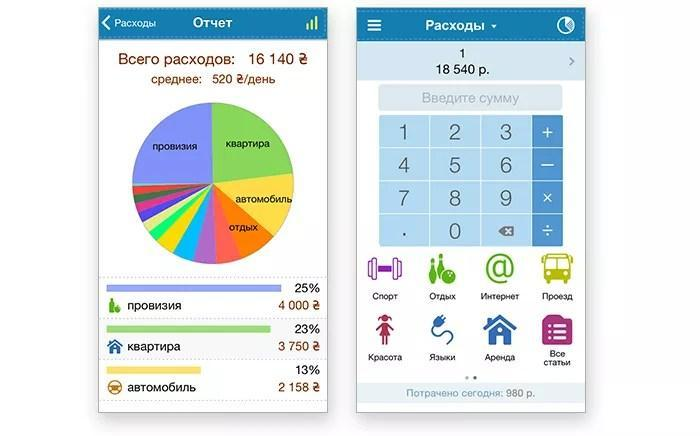 Расходы
Отчет
Всего расходов: 16 140 ₴
среднее: 520 ₴/день
провизия
квартира
автомобиль
отдых
25%
провизия 4 000 ₴
23%
квартира 3 750 ₴
13%
автомобиль 2 158 ₴
Расходы
1
18 540 р.
Введите сумму
1 2 3 +
4 5 6 −
7 8 9 ×
. 0 ÷
Спорт Отдых Интернет Проезд
Красота Языки Аренда Все статьи
Потрачено сегодня: 980 р.